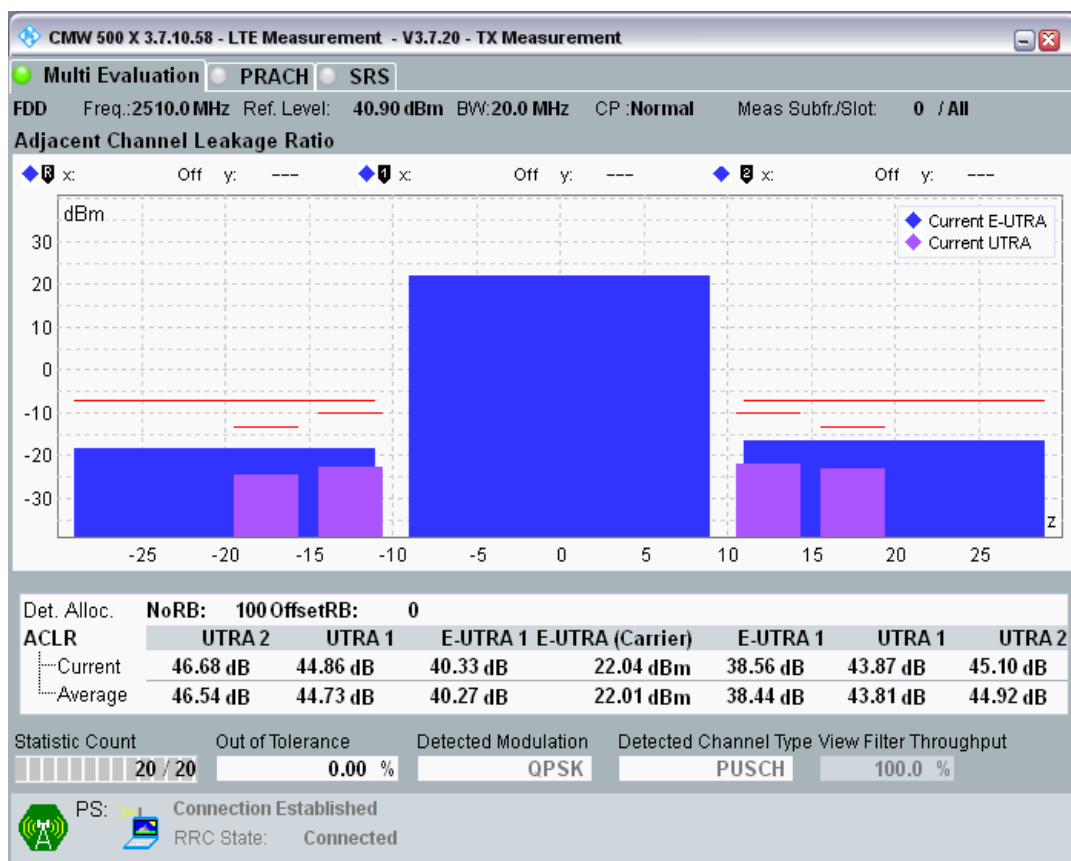 CMW 500 X 3.7.10.58 - LTE Measurement - V3.7.20 - TX Measurement
Multi Evaluation PRACH SRS
FDD Freq.:2510.0 MHz Ref. Level: 40.90 dBm BW:20.0 MHz CP :Normal Meas Subfr./Slot: 0 / All
Adjacent Channel Leakage Ratio
R x: Off y: --- 1 x: Off y: --- 2 x: Off y: ---
dBm
Current E-UTRA
Current UTRA
30
20
10
0
-10
-20
-30
z
-25 -20 -15 -10 -5 0 5 10 15 20 25
Det. Alloc. NoRB: 100 OffsetRB: 0
ACLR UTRA 2 UTRA 1 E-UTRA 1 E-UTRA (Carrier) E-UTRA 1 UTRA 1 UTRA 2
Current 46.68 dB 44.86 dB 40.33 dB 22.04 dBm 38.56 dB 43.87 dB 45.10 dB
Average 46.54 dB 44.73 dB 40.27 dB 22.01 dBm 38.44 dB 43.81 dB 44.92 dB
Statistic Count Out of Tolerance Detected Modulation Detected Channel Type View Filter Throughput
20 / 20 0.00 % QPSK PUSCH 100.0 %
PS: Connection Established
RRC State: Connected